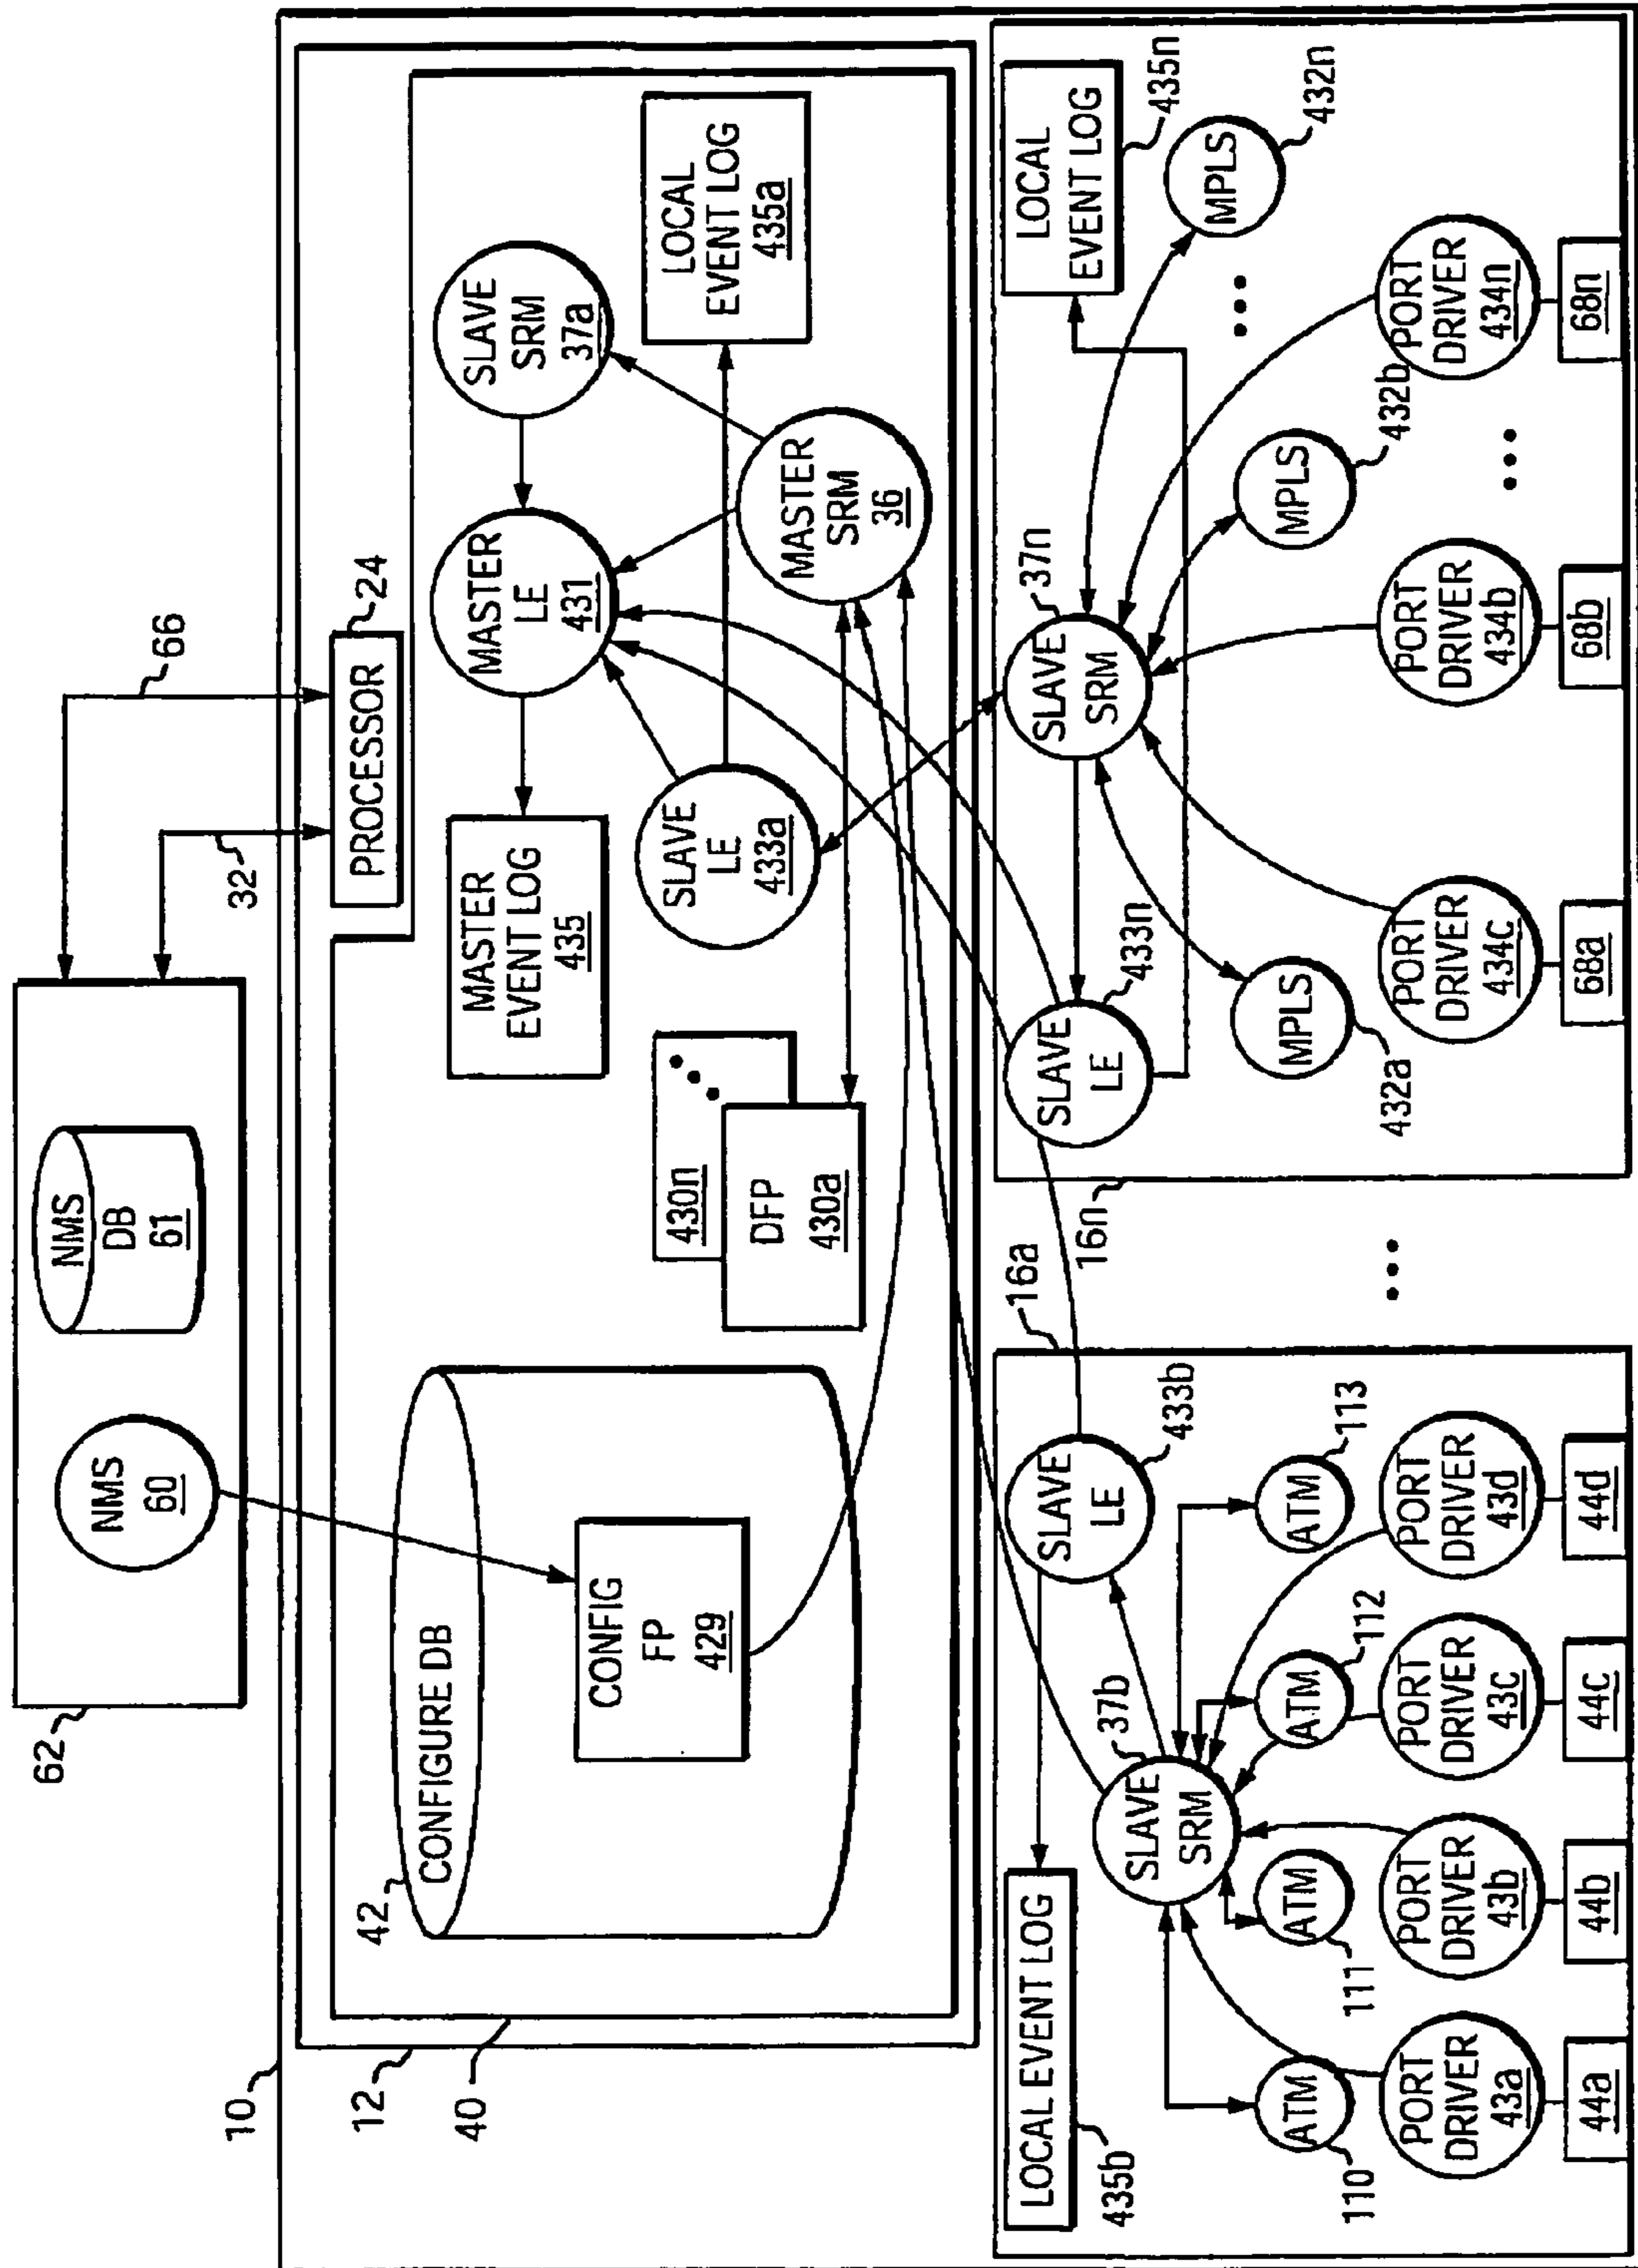 62
NMS
60
NMS
DB
61
32
66
10
12
40
PROCESSOR
24
42
CONFIGURE DB
CONFIG
FP
429
430n
DFP
430a
MASTER
EVENT LOG
435
MASTER
LE
431
SLAVE
SRM
37a
SLAVE
LE
433a
MASTER
SRM
36
LOCAL
EVENT LOG
435a
16a
LOCAL EVENT LOG
435b
SLAVE
LE
433b
SLAVE
SRM
37b
ATM
110
ATM
111
ATM
112
ATM
113
PORT
DRIVER
43a
PORT
DRIVER
43b
PORT
DRIVER
43c
PORT
DRIVER
43d
44a
44b
44c
44d
16n
SLAVE
LE
433n
SLAVE
SRM
37n
LOCAL
EVENT LOG
435n
MPLS
432a
MPLS
432b
MPLS
432n
PORT
DRIVER
434c
PORT
DRIVER
434b
PORT
DRIVER
434n
68a
68b
68n